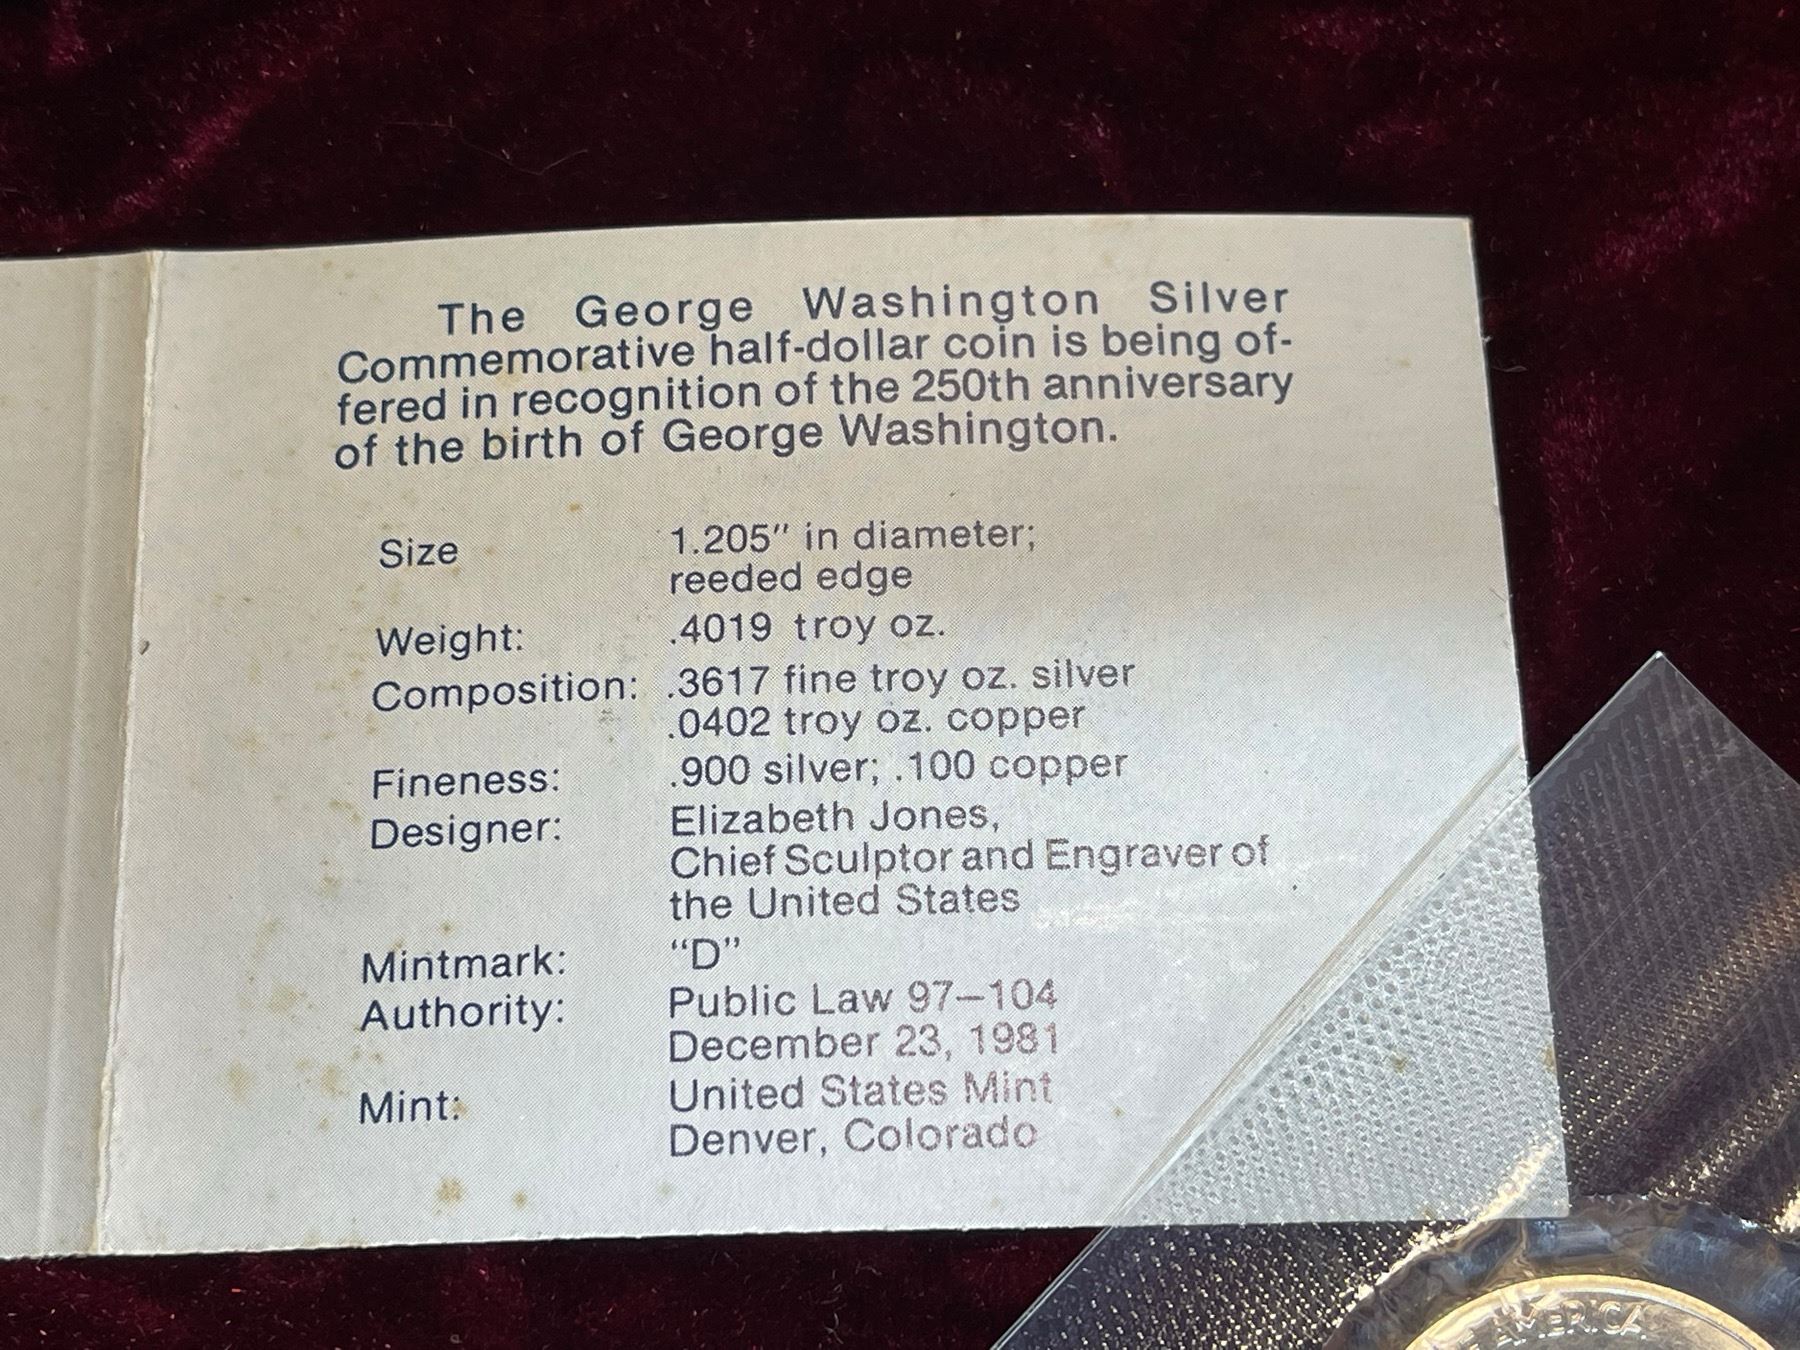 The George Washington Silver
Commemorative half-dollar coin is being of-
fered in recognition of the 250th anniversary
of the birth of George Washington.
Size 1.205" in diameter;
reeded edge
Weight: .4019 troy oz.
Composition: .3617 fine troy oz. silver
.0402 troy oz. copper
Fineness: .900 silver; .100 copper
Designer: Elizabeth Jones,
Chief Sculptor and Engraver of
the United States
Mintmark: “D”
Authority: Public Law 97–104
December 23, 1981
Mint: United States Mint
Denver, Colorado
AMERICA